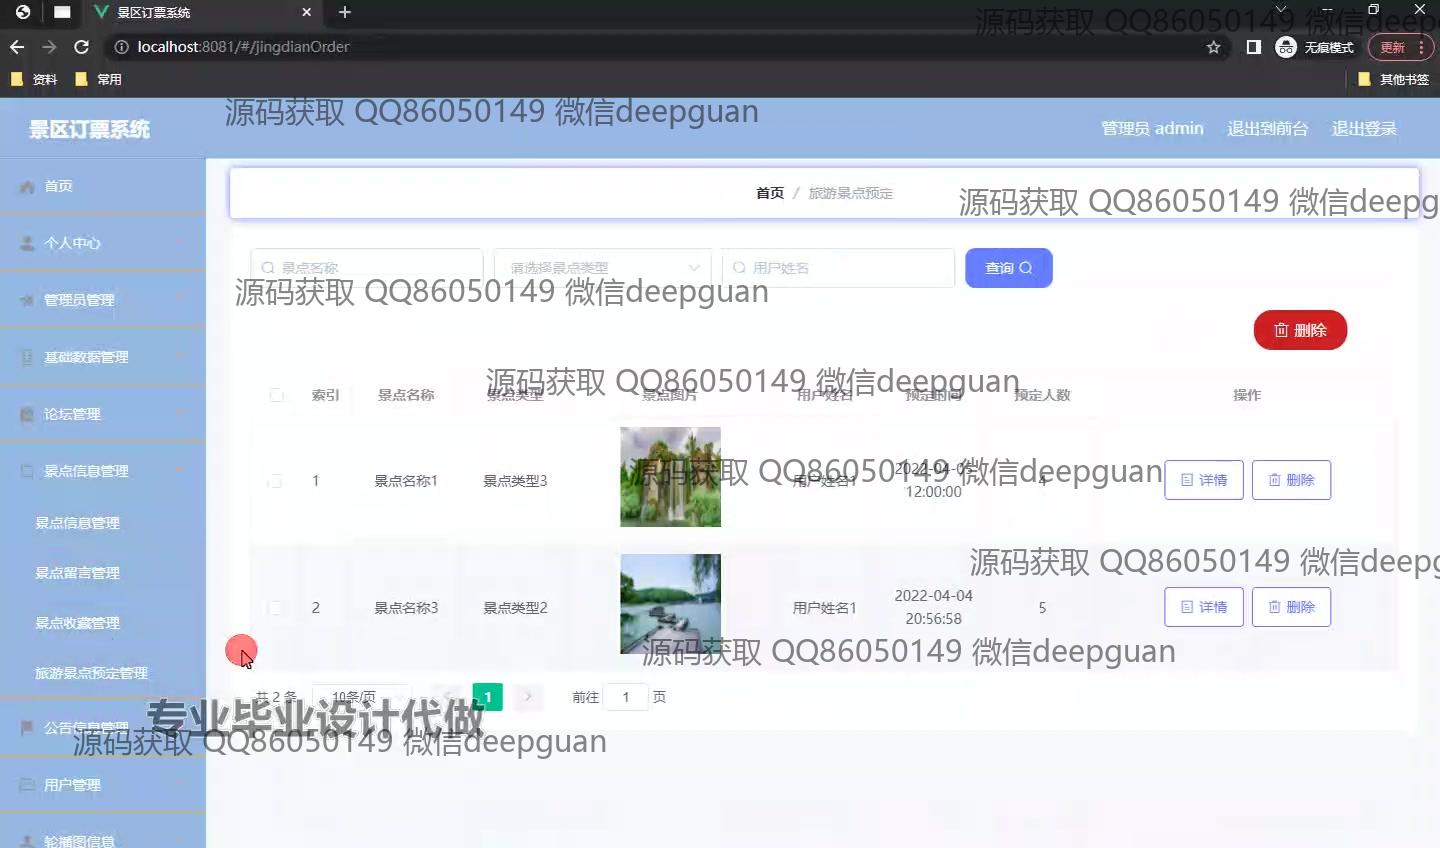 景区订票系统
源码获取 QQ86050149 微信deep
localhost:8081/#/jingdianOrder
无痕模式
更新
资料
常用
其他书签
源码获取 QQ86050149 微信deepguan
景区订票系统
管理员 admin
退出到前台
退出登录
首页
个人中心
管理员管理
基础数据管理
论坛管理
景点信息管理
景点信息管理
景点留言管理
景点收藏管理
旅游景点预定管理
公告信息管理
用户管理
轮播图信息
首页 / 旅游景点预定
源码获取 QQ86050149 微信deepg
景点名称
请选择景点类型
用户姓名
查询
源码获取 QQ86050149 微信deepguan
删除
源码获取 QQ86050149 微信deepguan
索引 景点名称 景点类型 景点图片 用户姓名 预定时间 预定人数 操作
1 景点名称1 景点类型3 用户姓名1 2022-04-05 12:00:00 4 详情 删除
源码获取 QQ86050149 微信deepguan
源码获取 QQ86050149 微信deepg
2 景点名称3 景点类型2 用户姓名1 2022-04-04 20:56:58 5 详情 删除
源码获取 QQ86050149 微信deepguan
共 2 条 10条/页 1 前往 1 页
专业毕业设计代做
源码获取 QQ86050149 微信deepguan